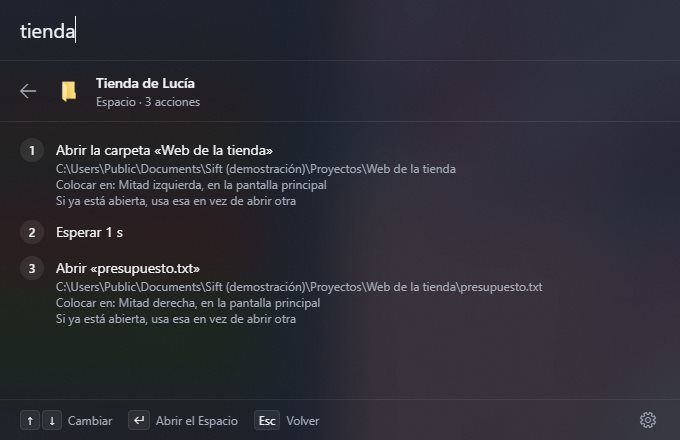 tienda
Tienda de Lucía
Espacio · 3 acciones
1 Abrir la carpeta «Web de la tienda»
C:\Users\Public\Documents\Sift (demostración)\Proyectos\Web de la tienda
Colocar en: Mitad izquierda, en la pantalla principal
Si ya está abierta, usa esa en vez de abrir otra
2 Esperar 1 s
3 Abrir «presupuesto.txt»
C:\Users\Public\Documents\Sift (demostración)\Proyectos\Web de la tienda\presupuesto.txt
Colocar en: Mitad derecha, en la pantalla principal
Si ya está abierta, usa esa en vez de abrir otra
↑ ↓ Cambiar ↵ Abrir el Espacio Esc Volver